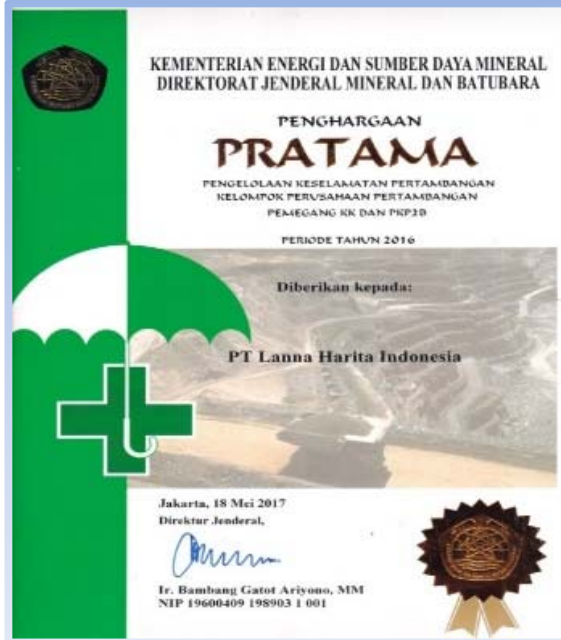 KEMENTERIAN ENERGI DAN SUMBER DAYA MINERAL
DIREKTORAT JENDERAL MINERAL DAN BATUBARA
PENGHARGAAN
PRATAMA
PENGELOLAAN KESELAMATAN PERTAMBANGAN
KELOMPOK PERUSAHAAN PERTAMBANGAN
PEMEGANG KK DAN PKP2B
PERIODE TAHUN 2016
Diberikan kepada:
PT Lanna Harita Indonesia
Jakarta, 18 Mei 2017
Direktur Jenderal,
Ir. Bambang Gatot Ariyono, MM
NIP 19600409 198903 1 001